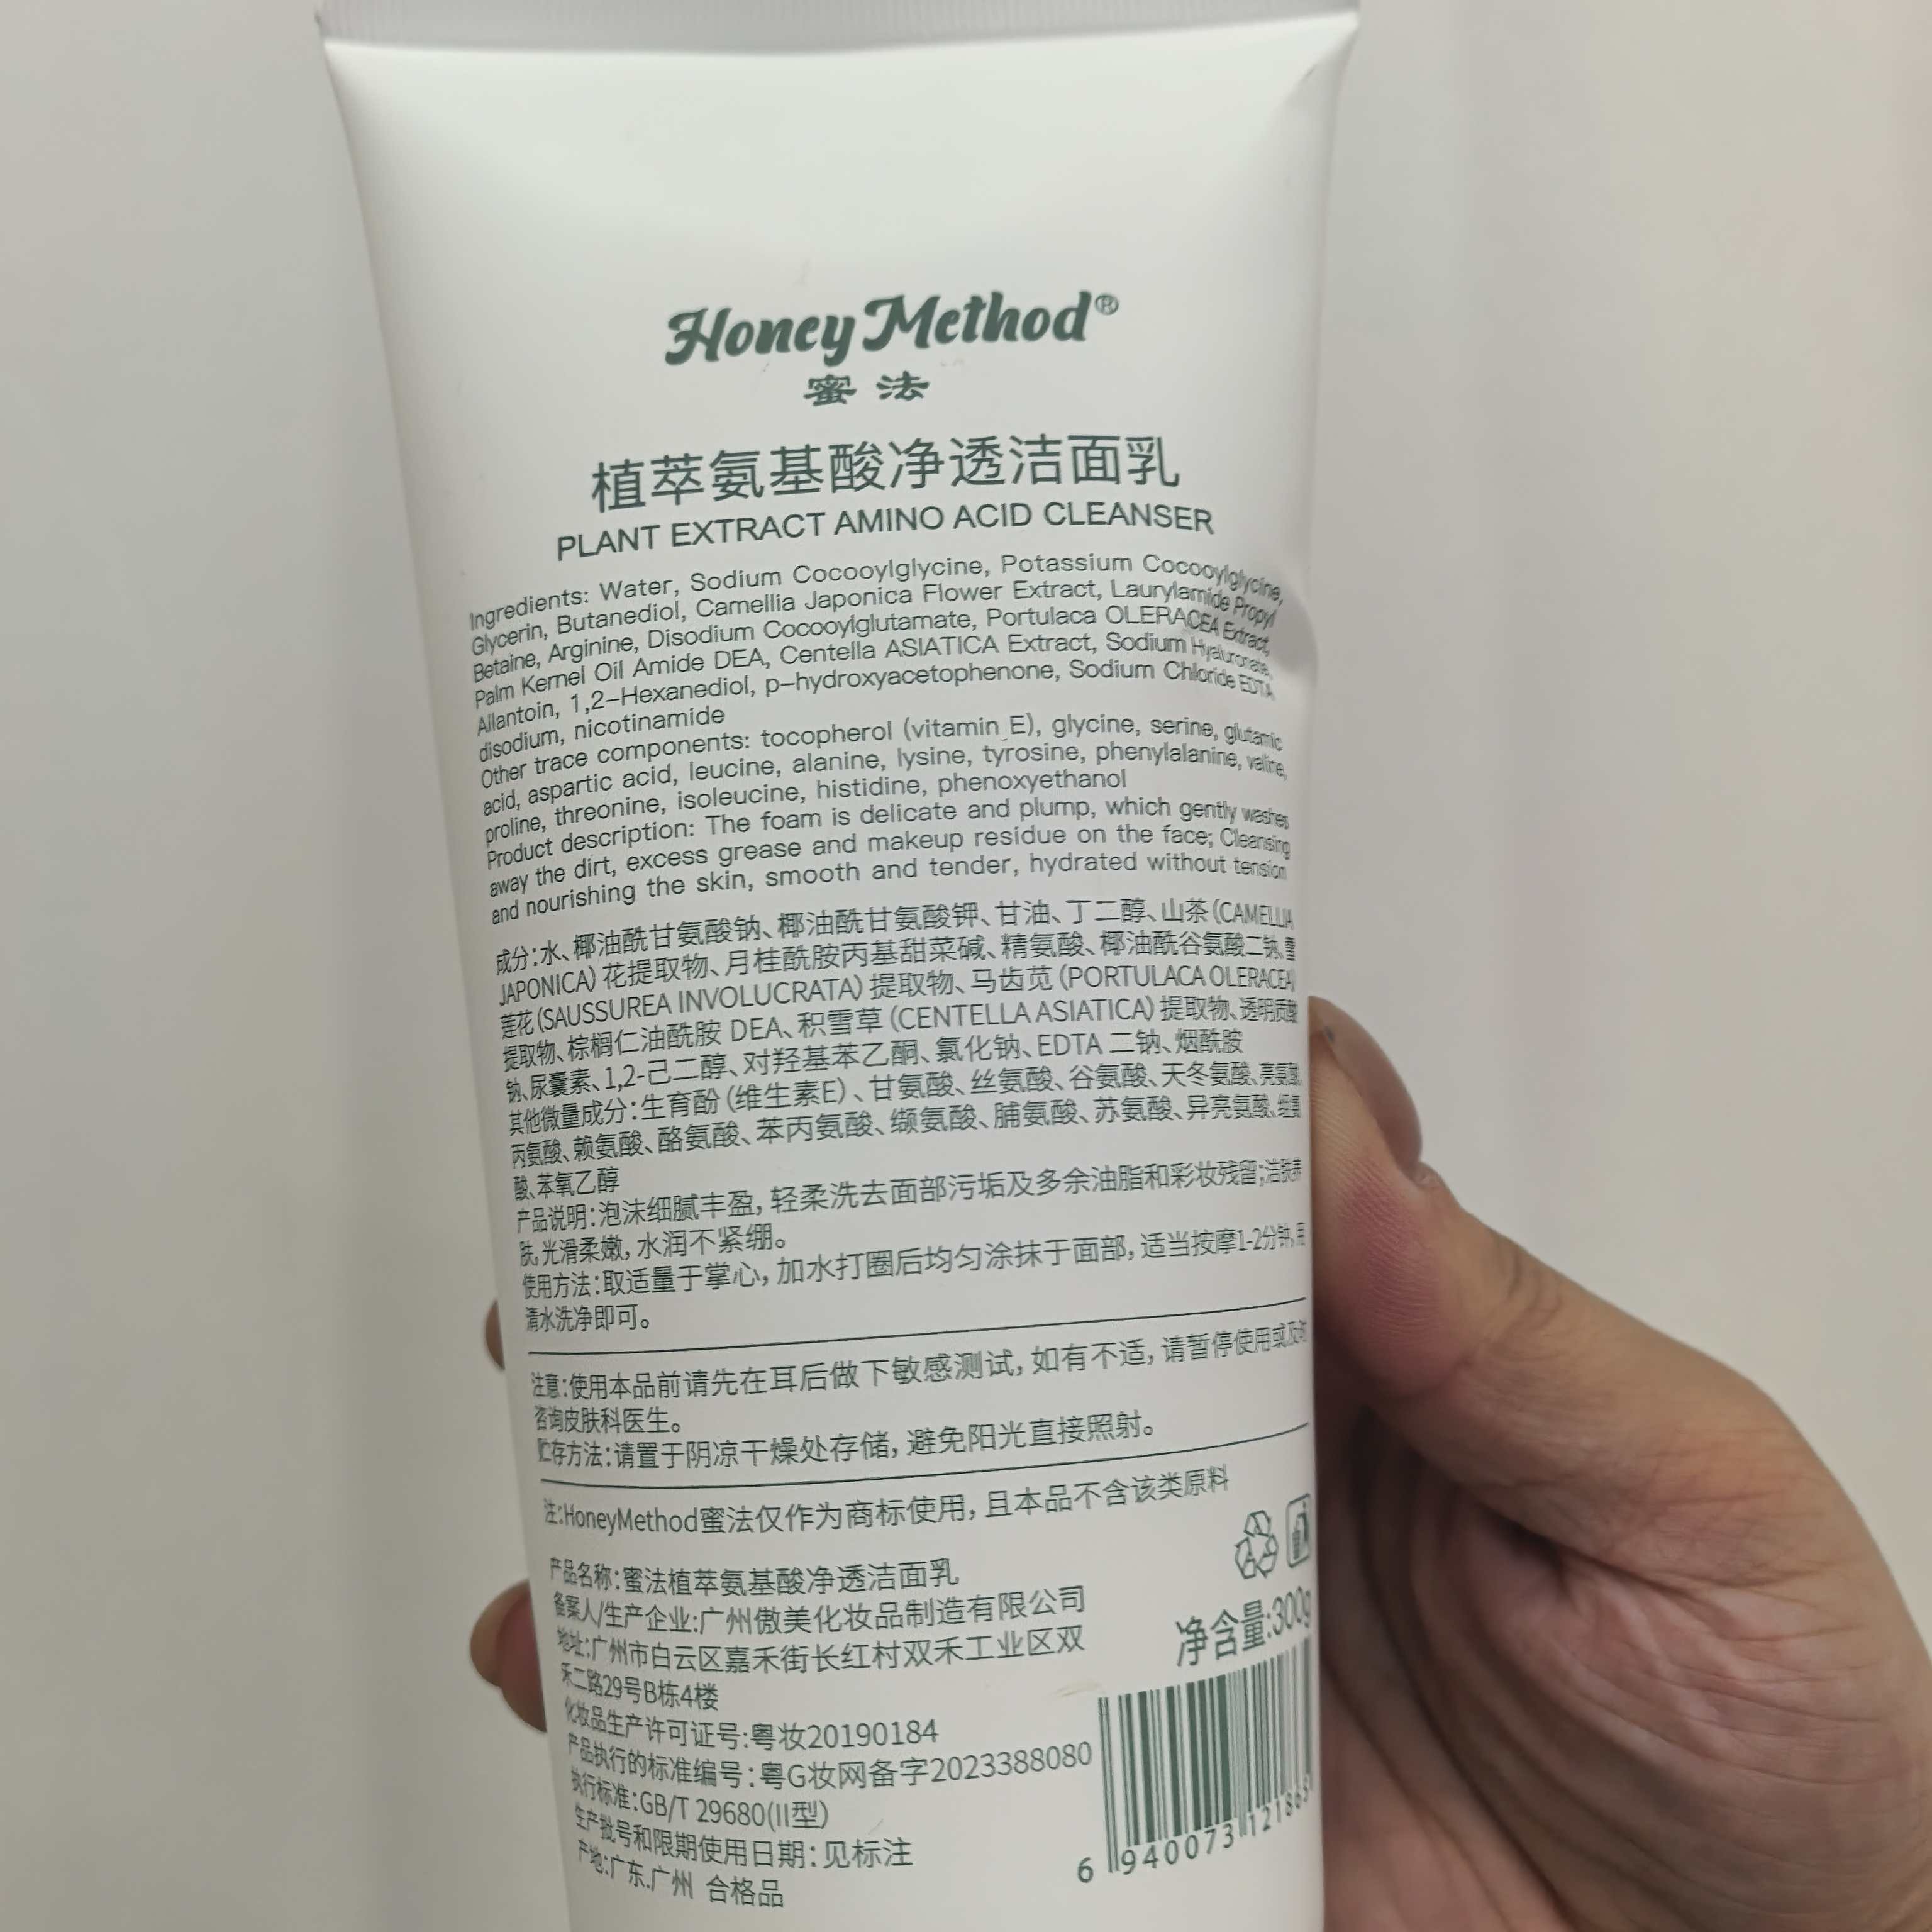 Honey Method®
蜜法
植萃氨基酸净透洁面乳
PLANT EXTRACT AMINO ACID CLEANSER
Ingredients: Water, Sodium Cocooylglycine, Potassium Cocooylglycine,
Glycerin, Butanediol, Camellia Japonica Flower Extract, Laurylamide Propyl
Betaine, Arginine, Disodium Cocooylglutamate, Portulaca OLERACEA Extract,
Palm Kernel Oil Amide DEA, Centella ASIATICA Extract, Sodium Hyaluronate,
Allantoin, 1,2-Hexanediol, p-hydroxyacetophenone, Sodium Chloride EDTA
disodium, nicotinamide
Other trace components: tocopherol (vitamin E), glycine, serine, glutamic
acid, aspartic acid, leucine, alanine, lysine, tyrosine, phenylalanine, valine,
proline, threonine, isoleucine, histidine, phenoxyethanol
Product description: The foam is delicate and plump, which gently washes
away the dirt, excess grease and makeup residue on the face; Cleansing
and nourishing the skin, smooth and tender, hydrated without tension
成分:水、椰油酰甘氨酸钠、椰油酰甘氨酸钾、甘油、丁二醇、山茶(CAMELLIA
JAPONICA)花提取物、月桂酰胺丙基甜菜碱、精氨酸、椰油酰谷氨酸二钠、雪
莲花(SAUSSUREA INVOLUCRATA)提取物、马齿苋(PORTULACA OLERACEA)
提取物、棕榈仁油酰胺 DEA、积雪草(CENTELLA ASIATICA)提取物、透明质酸
钠、尿囊素、1,2-己二醇、对羟基苯乙酮、氯化钠、EDTA 二钠、烟酰胺
其他微量成分:生育酚(维生素E)、甘氨酸、丝氨酸、谷氨酸、天冬氨酸、亮氨酸、
丙氨酸、赖氨酸、酪氨酸、苯丙氨酸、缬氨酸、脯氨酸、苏氨酸、异亮氨酸、组氨
酸、苯氧乙醇
产品说明:泡沫细腻丰盈,轻柔洗去面部污垢及多余油脂和彩妆残留;洁肤养
肤,光滑柔嫩,水润不紧绷。
使用方法:取适量于掌心,加水打圈后均匀涂抹于面部,适当按摩1-2分钟,用
清水洗净即可。
注意:使用本品前请先在耳后做下敏感测试,如有不适,请暂停使用或及时
咨询皮肤科医生。
贮存方法:请置于阴凉干燥处存储,避免阳光直接照射。
注:HoneyMethod蜜法仅作为商标使用,且本品不含该类原料
产品名称:蜜法植萃氨基酸净透洁面乳
备案人/生产企业:广州傲美化妆品制造有限公司
地址:广州市白云区嘉禾街长红村双禾工业区双
禾二路29号B栋4楼
化妆品生产许可证号:粤妆20190184
产品执行的标准编号:粤G妆网备字2023388080
执行标准:GB/T 29680(II型)
生产批号和限期使用日期:见标注
产地:广东.广州 合格品
净含量:300g
6 940073 121863